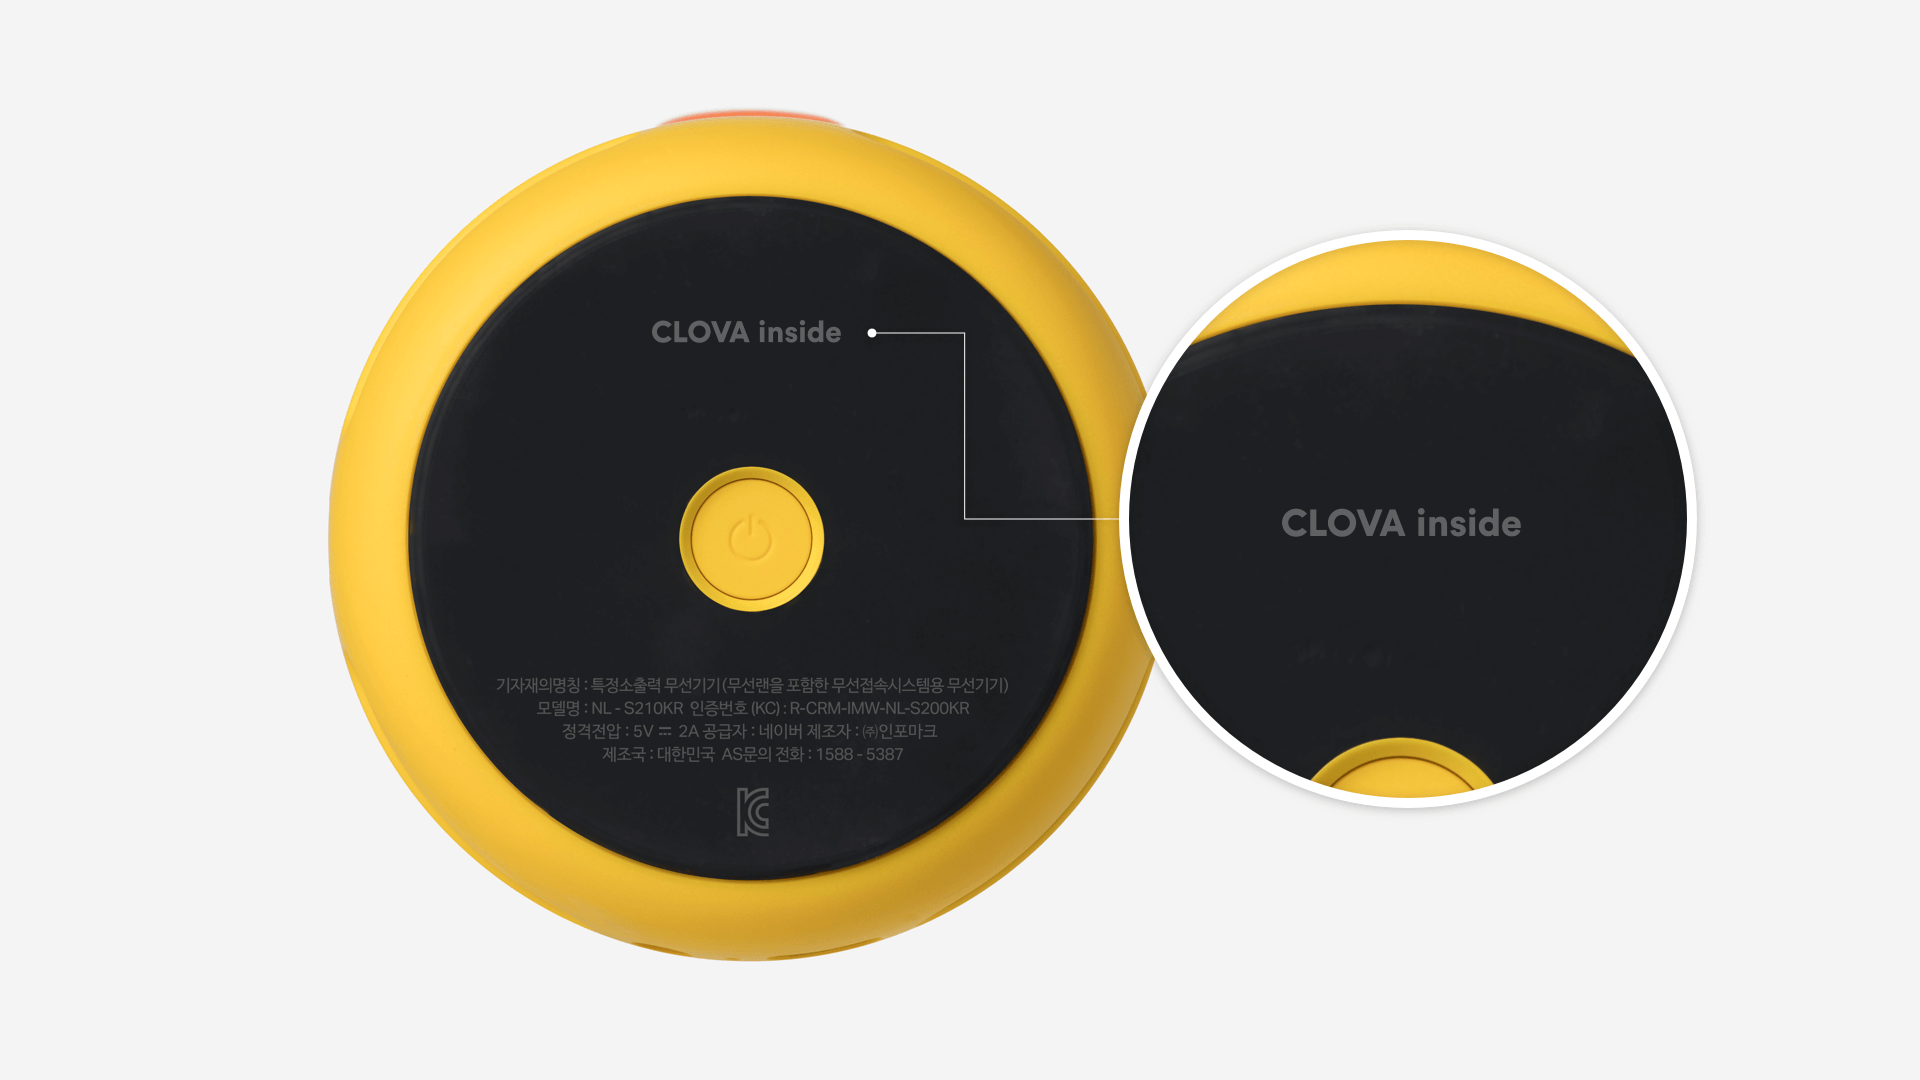 CLOVA inside
CLOVA inside
기자재의명칭 : 특정소출력 무선기기 (무선랜을 포함한 무선접속시스템용 무선기기)
모델명 : NL - S210KR 인증번호 (KC) : R-CRM-IMW-NL-S200KR
정격전압 : 5V ⎓ 2A 공급자 : 네이버 제조자 : ㈜인포마크
제조국 : 대한민국 AS문의 전화 : 1588 - 5387
KC